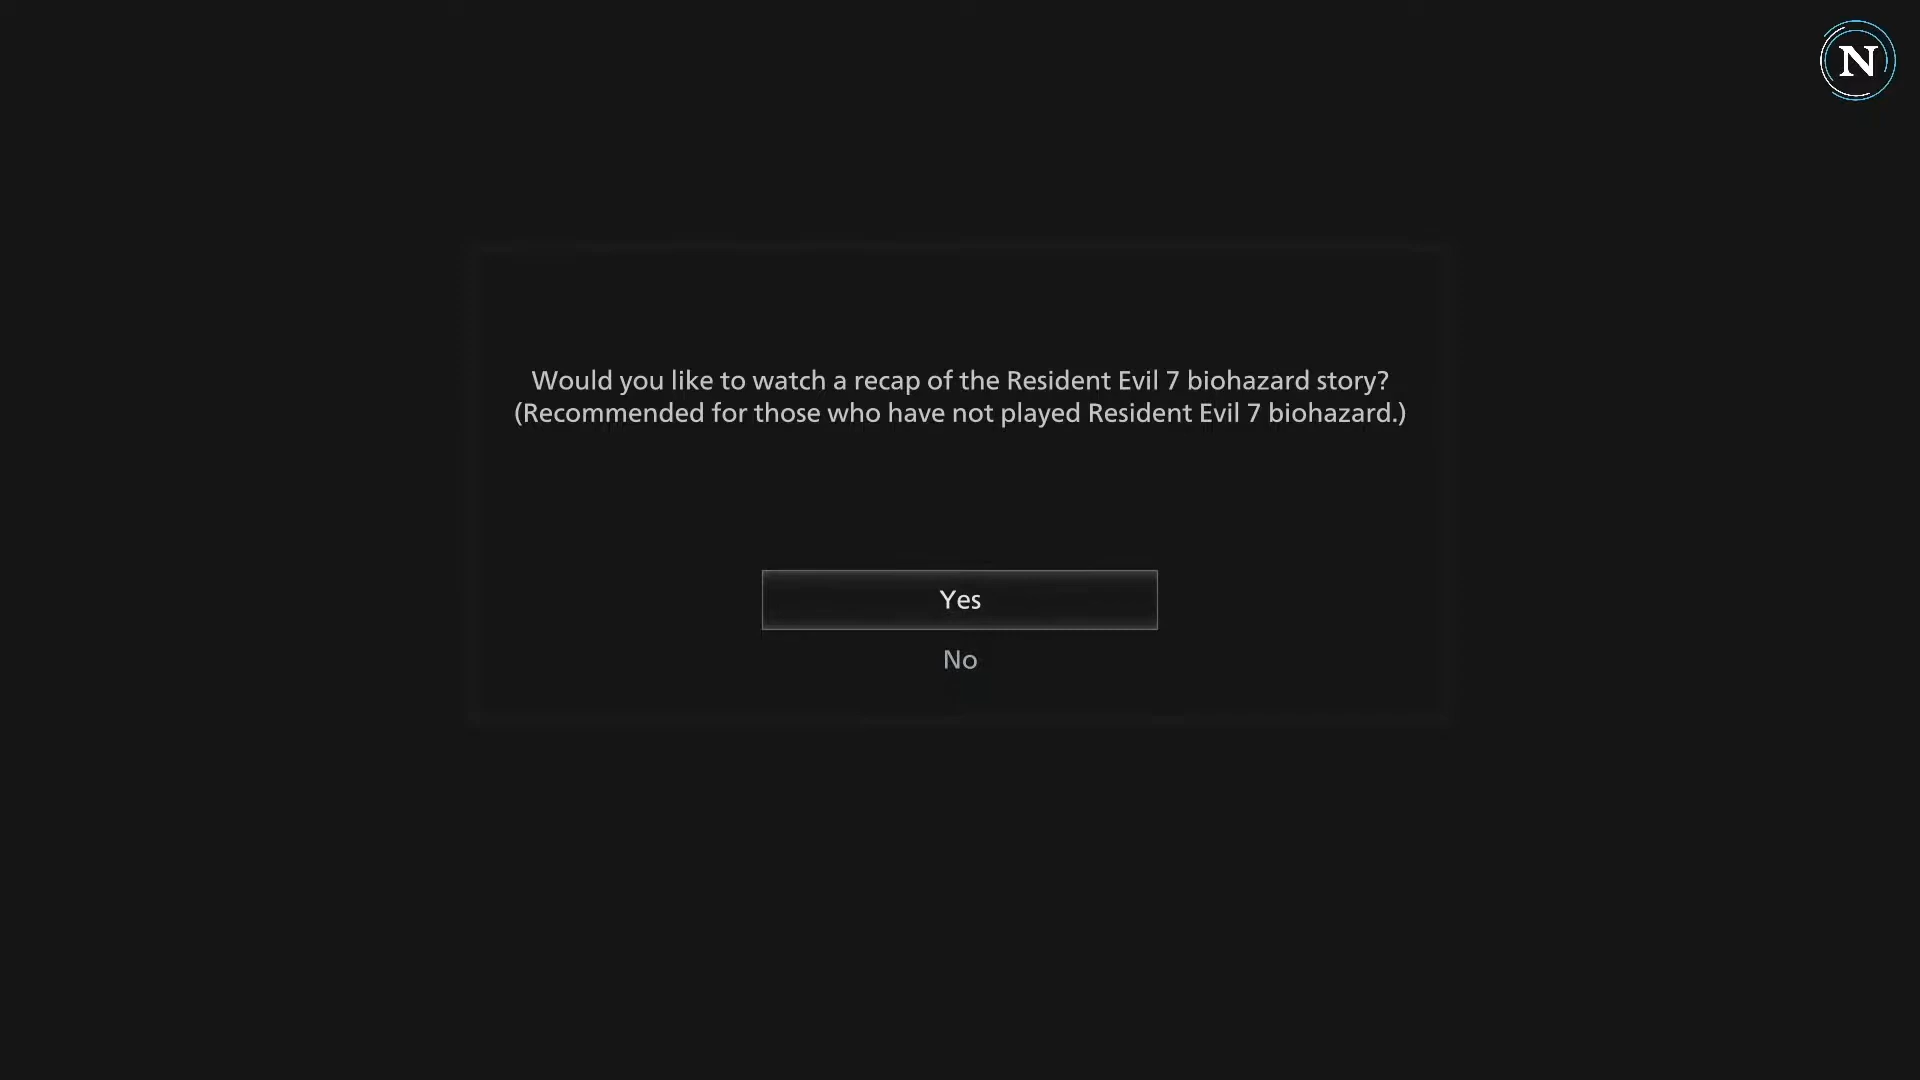 N
Would you like to watch a recap of the Resident Evil 7 biohazard story?
(Recommended for those who have not played Resident Evil 7 biohazard.)
Yes
No